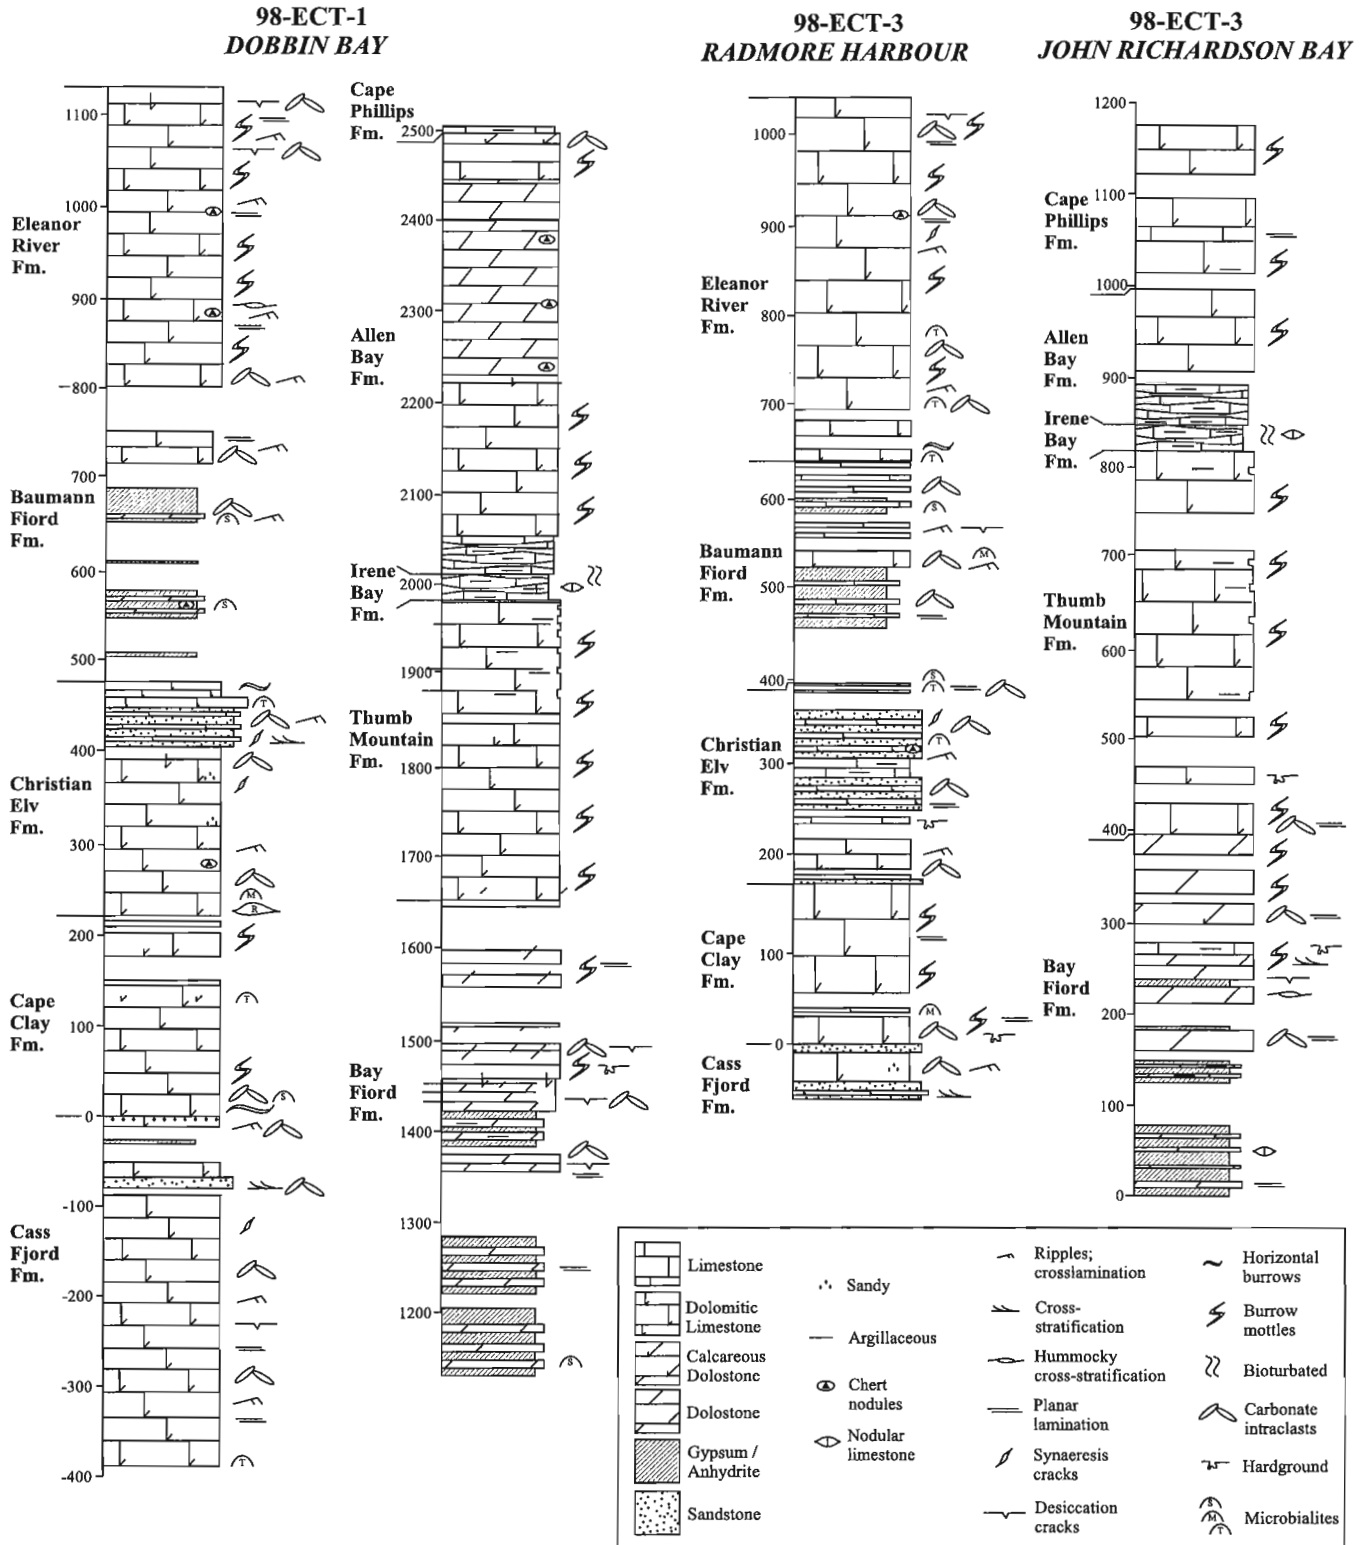 98-ECT-1
DOBBIN BAY
98-ECT-3
RADMORE HARBOUR
98-ECT-3
JOHN RICHARDSON BAY
1100
1000
Eleanor
River
Fm.
900
800
700
Baumann
Fiord
Fm.
600
500
400
Christian
Elv
Fm.
300
200
Cape
Clay
Fm.
100
0
-100
Cass
Fjord
Fm.
-200
-300
-400
A
A
A
S
S
T
A
M
R
T
S
T
Cape
Phillips
Fm.
2500
2400
2300
Allen
Bay
Fm.
2200
2100
Irene
Bay
Fm.
2000
1900
Thumb
Mountain
Fm.
1800
1700
1600
1500
Bay
Fiord
Fm.
1400
1300
1200
A
A
A
S
1000
900
Eleanor
River
Fm.
800
700
600
Baumann
Fiord
Fm.
500
400
Christian
Elv
Fm.
300
200
Cape
Clay
Fm.
100
0
Cass
Fjord
Fm.
A
T
T
T
S
M
S
T
T
A
M
1200
1100
Cape
Phillips
Fm.
1000
Allen
Bay
Fm.
900
Irene
Bay
Fm.
800
700
Thumb
Mountain
Fm.
600
500
400
300
Bay
Fiord
Fm.
200
100
0
Limestone
Dolomitic
Limestone
Calcareous
Dolostone
Dolostone
Gypsum /
Anhydrite
Sandstone
Sandy
Argillaceous
A
Chert
nodules
Nodular
limestone
Ripples;
crosslamination
Cross-
stratification
Hummocky
cross-stratification
Planar
lamination
Synaeresis
cracks
Desiccation
cracks
Horizontal
burrows
Burrow
mottles
Bioturbated
Carbonate
intraclasts
Hardground
S
M
T
Microbialites